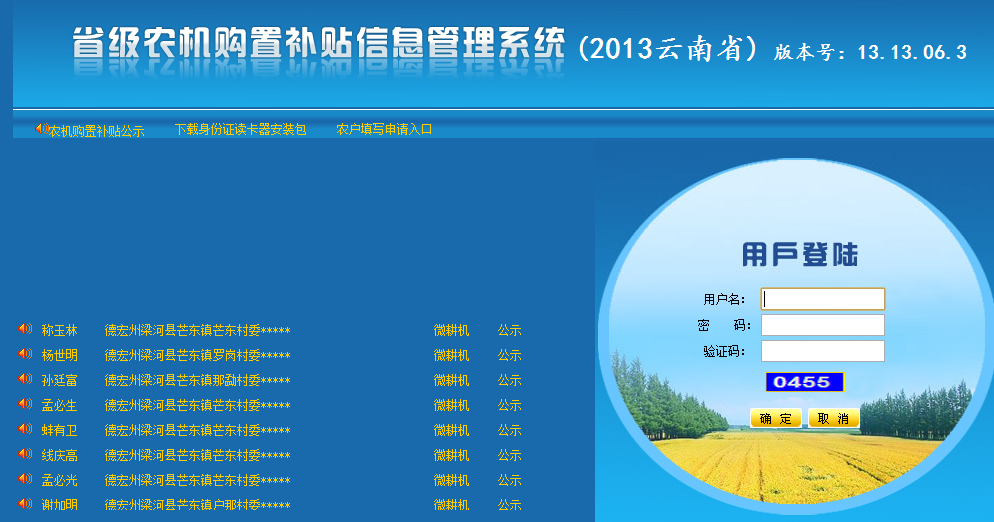 省级农机购置补贴信息管理系统 (2013云南省) 版本号: 13.13.06.3
农机购置补贴公示 下载身份证读卡器安装包 农户填写申请入口
用戶登陆
用户名:
密 码:
验证码:
0455
确 定 取 消
称玉林 德宏州梁河县芒东镇芒东村委***** 微耕机 公示
杨世明 德宏州梁河县芒东镇罗岗村委***** 微耕机 公示
孙廷富 德宏州梁河县芒东镇那勐村委***** 微耕机 公示
孟必生 德宏州梁河县芒东镇芒东村委***** 微耕机 公示
蚌有卫 德宏州梁河县芒东镇芒东村委***** 微耕机 公示
线庆高 德宏州梁河县芒东镇芒东村委***** 微耕机 公示
孟必光 德宏州梁河县芒东镇芒东村委***** 微耕机 公示
谢加明 德宏州梁河县芒东镇户那村委***** 微耕机 公示